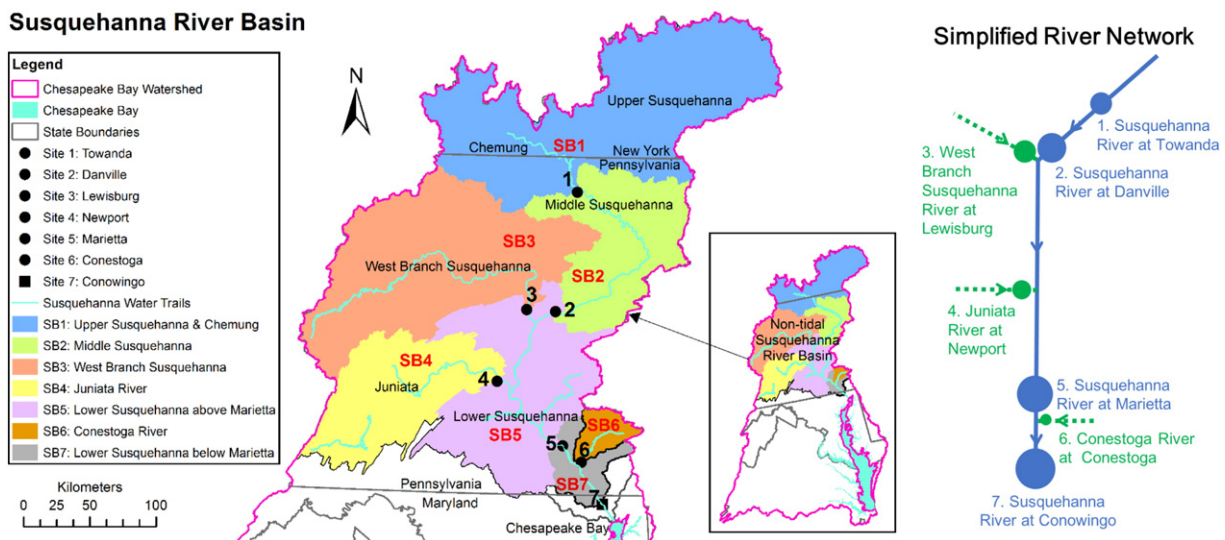 Susquehanna River Basin
Legend
Chesapeake Bay Watershed
Chesapeake Bay
State Boundaries
Site 1: Towanda
Site 2: Danville
Site 3: Lewisburg
Site 4: Newport
Site 5: Marietta
Site 6: Conestoga
Site 7: Conowingo
Susquehanna Water Trails
SB1: Upper Susquehanna & Chemung
SB2: Middle Susquehanna
SB3: West Branch Susquehanna
SB4: Juniata River
SB5: Lower Susquehanna above Marietta
SB6: Conestoga River
SB7: Lower Susquehanna below Marietta
Kilometers
0 25 50 100
N
Upper Susquehanna
SB1
Chemung
New York
Pennsylvania
1
Middle Susquehanna
SB3
West Branch Susquehanna
SB2
3
2
SB4
Juniata
4
Lower Susquehanna
SB5
SB6
5
6
SB7
Pennsylvania
Maryland
7
Chesapeake Bay
Non-tidal
Susquehanna
River Basin
Simplified River Network
1. Susquehanna
River at Towanda
2. Susquehanna
River at Danville
3. West
Branch
Susquehanna
River at
Lewisburg
4. Juniata
River at
Newport
5. Susquehanna
River at Marietta
6. Conestoga River
at Conestoga
7. Susquehanna
River at Conowingo